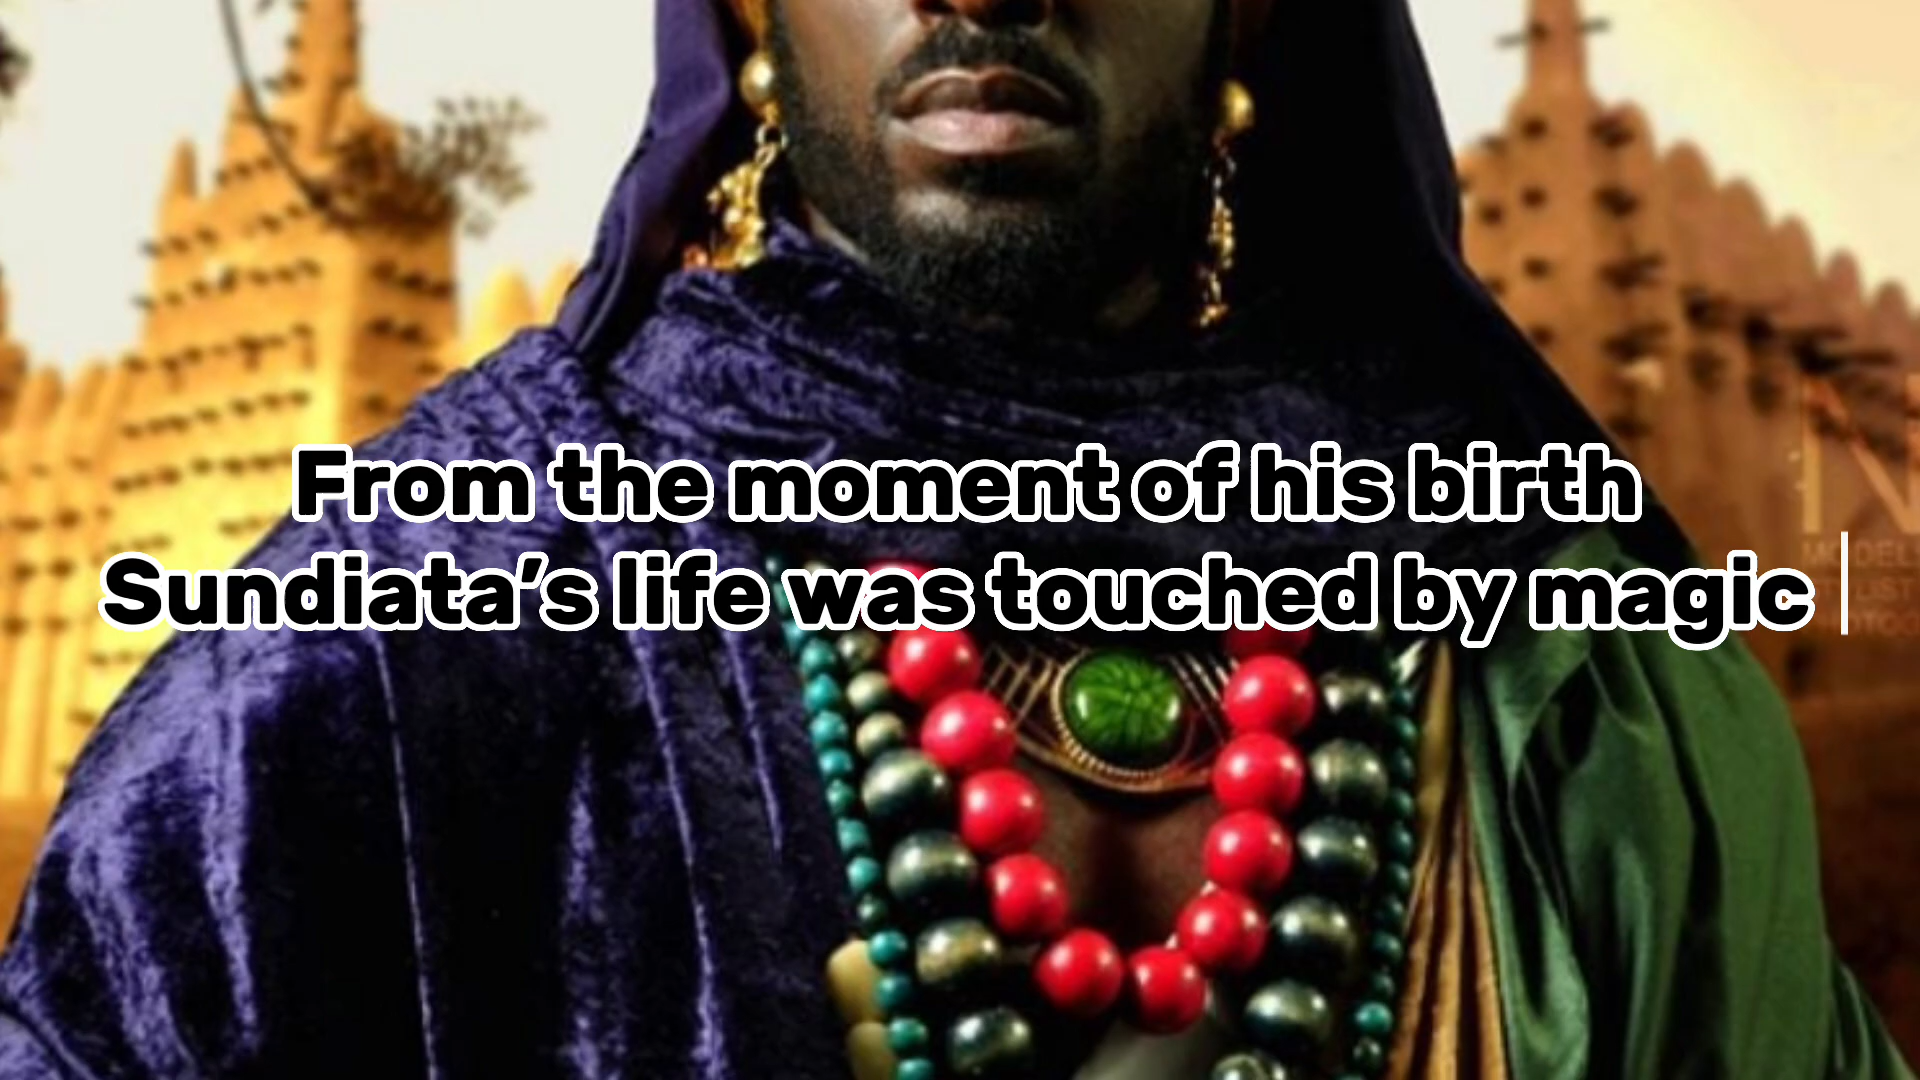 From the moment of his birth
Sundiata’s life was touched by magic